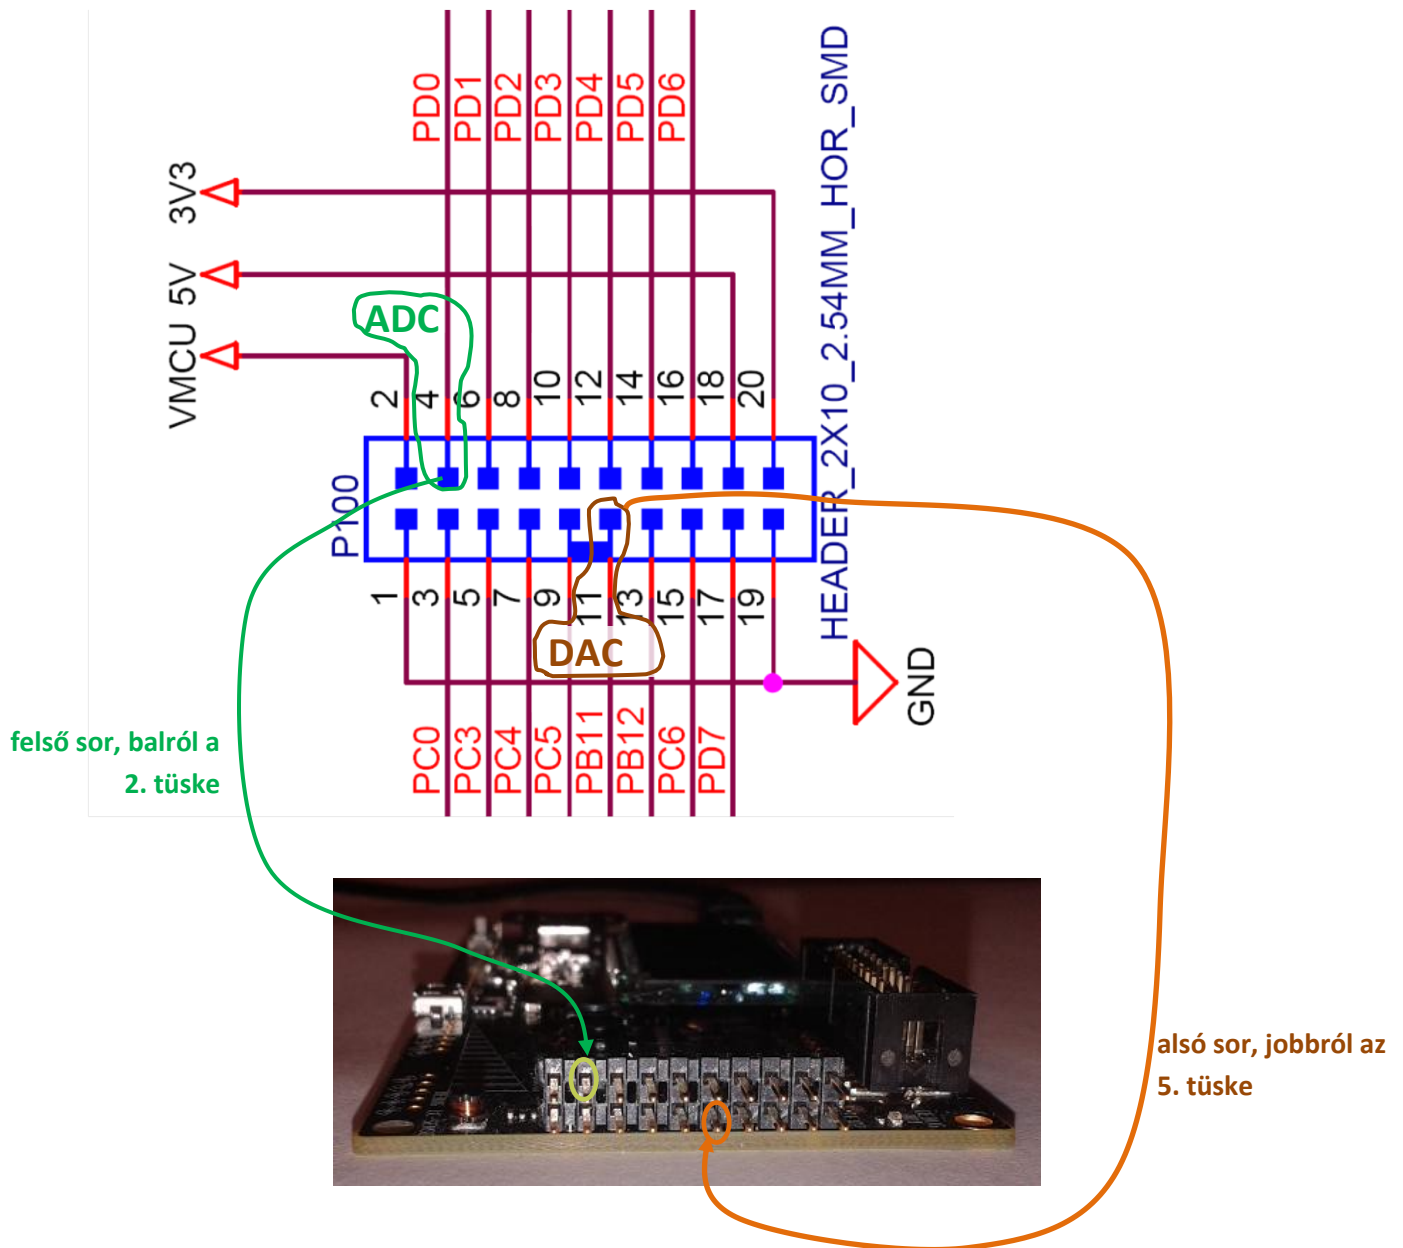 PD0
PD1
PD2
PD3
PD4
PD5
PD6
HEADER_2X10_2.54MM_HOR_SMD
3V3
5V
VMCU
ADC
2
4
6
8
10
12
14
16
18
20
P100
1
3
5
7
9
11
13
15
17
19
DAC
GND
PC0
PC3
PC4
PC5
PB11
PB12
PC6
PD7
felső sor, balról a
2. tüske
alsó sor, jobbról az
5. tüske